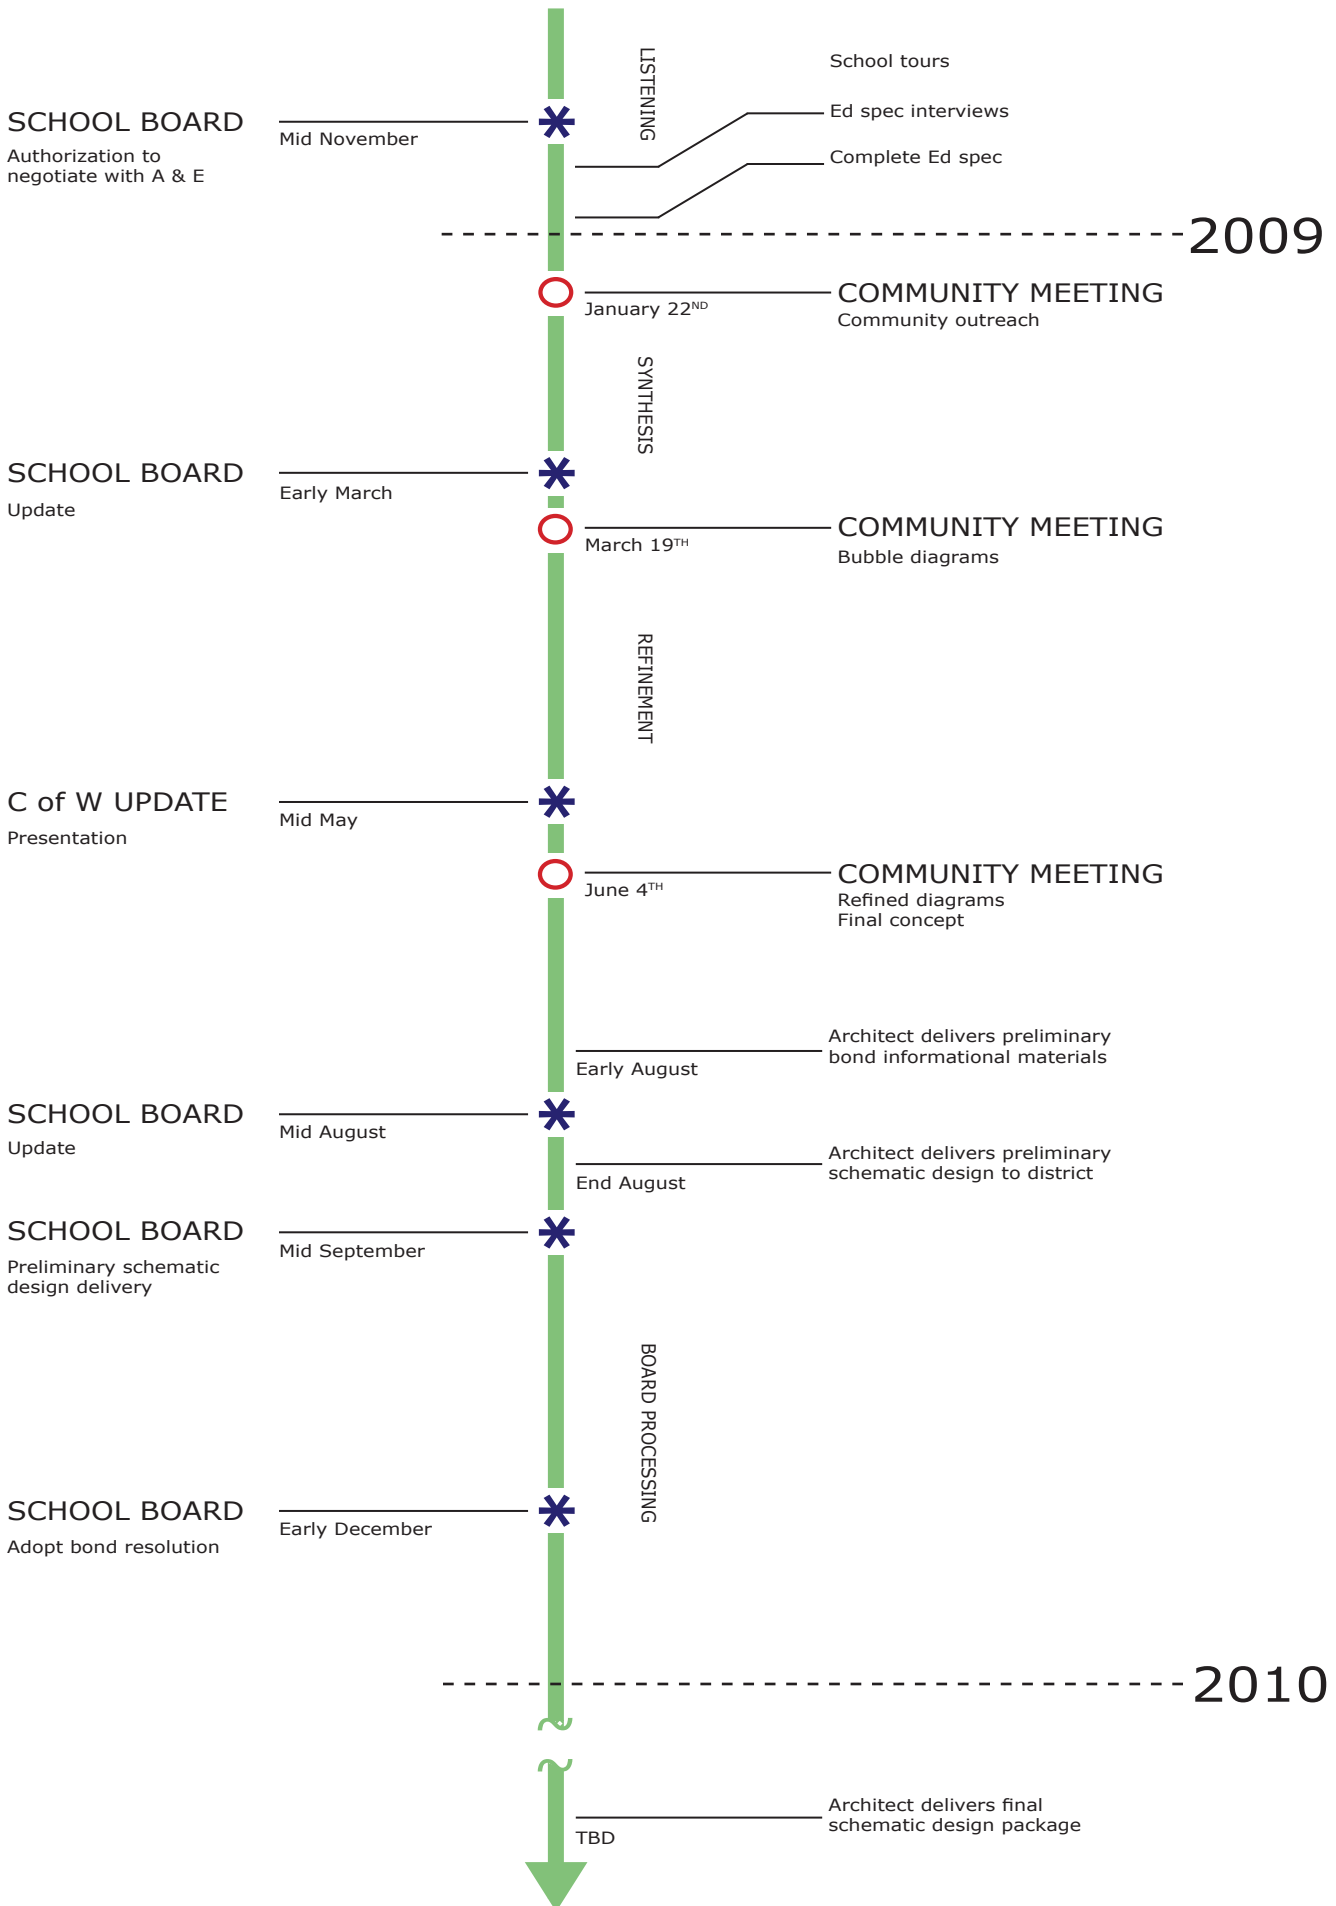 LISTENING
School tours
SCHOOL BOARD
Mid November
Authorization to
negotiate with A & E
Ed spec interviews
Complete Ed spec
2009
January 22ND
COMMUNITY MEETING
Community outreach
SYNTHESIS
SCHOOL BOARD
Early March
Update
March 19TH
COMMUNITY MEETING
Bubble diagrams
REFINEMENT
C of W UPDATE
Mid May
Presentation
June 4TH
COMMUNITY MEETING
Refined diagrams
Final concept
Early August
Architect delivers preliminary
bond informational materials
SCHOOL BOARD
Mid August
Update
End August
Architect delivers preliminary
schematic design to district
SCHOOL BOARD
Mid September
Preliminary schematic
design delivery
BOARD PROCESSING
SCHOOL BOARD
Early December
Adopt bond resolution
2010
TBD
Architect delivers final
schematic design package